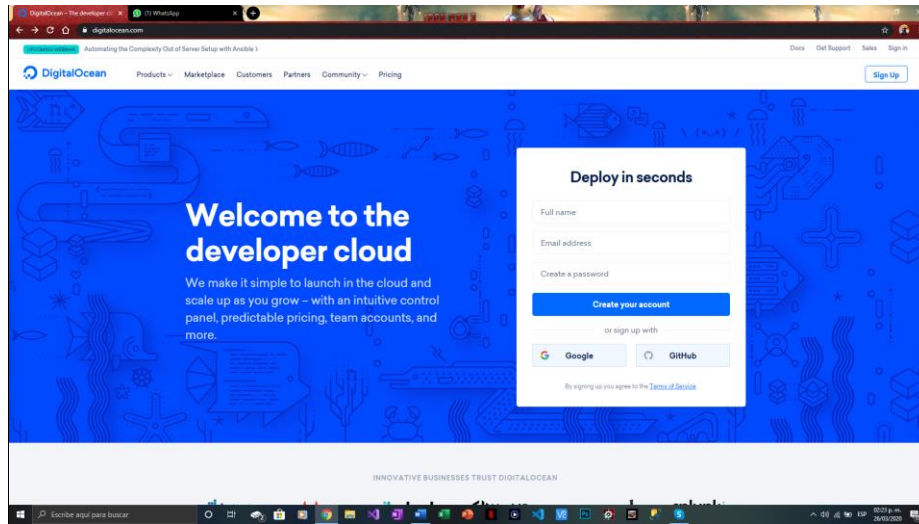 DigitalOcean – The developer clo
(1) WhatsApp
digitalocean.com
UPCOMING WEBINAR Automating the Complexity Out of Server Setup with Ansible
Docs Get Support Sales Sign in
DigitalOcean Products Marketplace Customers Partners Community Pricing Sign Up
Welcome to the
developer cloud
We make it simple to launch in the cloud and
scale up as you grow – with an intuitive control
panel, predictable pricing, team accounts, and
more.
Deploy in seconds
Full name
Email address
Create a password
Create your account
or sign up with
Google GitHub
By signing up you agree to the Terms of Service.
INNOVATIVE BUSINESSES TRUST DIGITALOCEAN
Escribe aquí para buscar
ESP
02:23 p. m.
26/03/2020